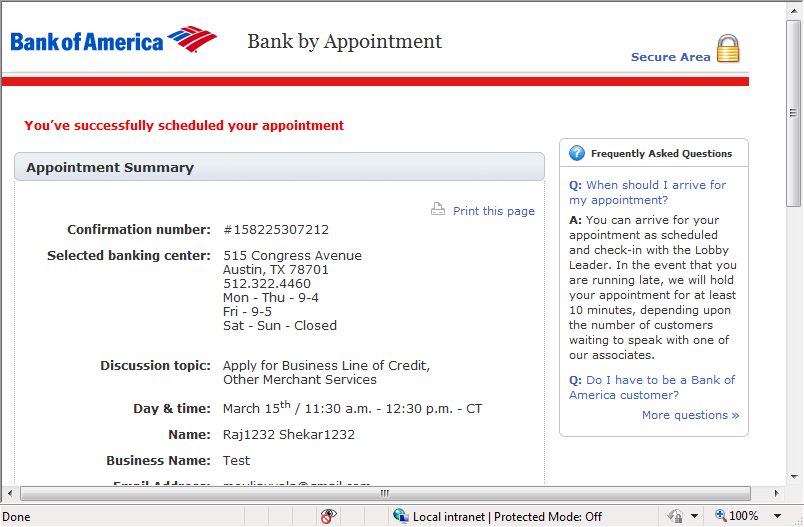 Bank of America
Bank by Appointment
Secure Area
You've successfully scheduled your appointment
Appointment Summary
Print this page
Confirmation number: #158225307212
Selected banking center: 515 Congress Avenue
Austin, TX 78701
512.322.4460
Mon - Thu - 9-4
Fri - 9-5
Sat - Sun - Closed
Discussion topic: Apply for Business Line of Credit,
Other Merchant Services
Day & time: March 15th / 11:30 a.m. - 12:30 p.m. - CT
Name: Raj1232 Shekar1232
Business Name: Test
Email Address:
Frequently Asked Questions
Q: When should I arrive for
my appointment?
A: You can arrive for your
appointment as scheduled
and check-in with the Lobby
Leader. In the event that you
are running late, we will hold
your appointment for at least
10 minutes, depending upon
the number of customers
waiting to speak with one of
our associates.
Q: Do I have to be a Bank of
America customer?
More questions »
Done
Local intranet | Protected Mode: Off
100%